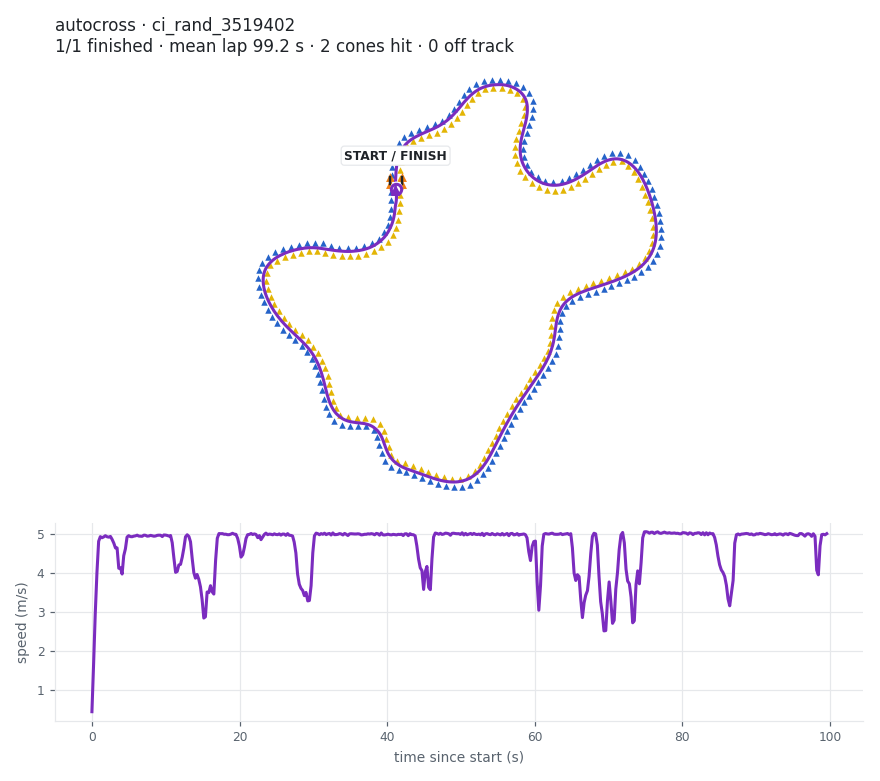 autocross · ci_rand_3519402
1/1 finished · mean lap 99.2 s · 2 cones hit · 0 off track
START / FINISH
5
4
3
2
1
speed (m/s)
0 20 40 60 80 100
time since start (s)